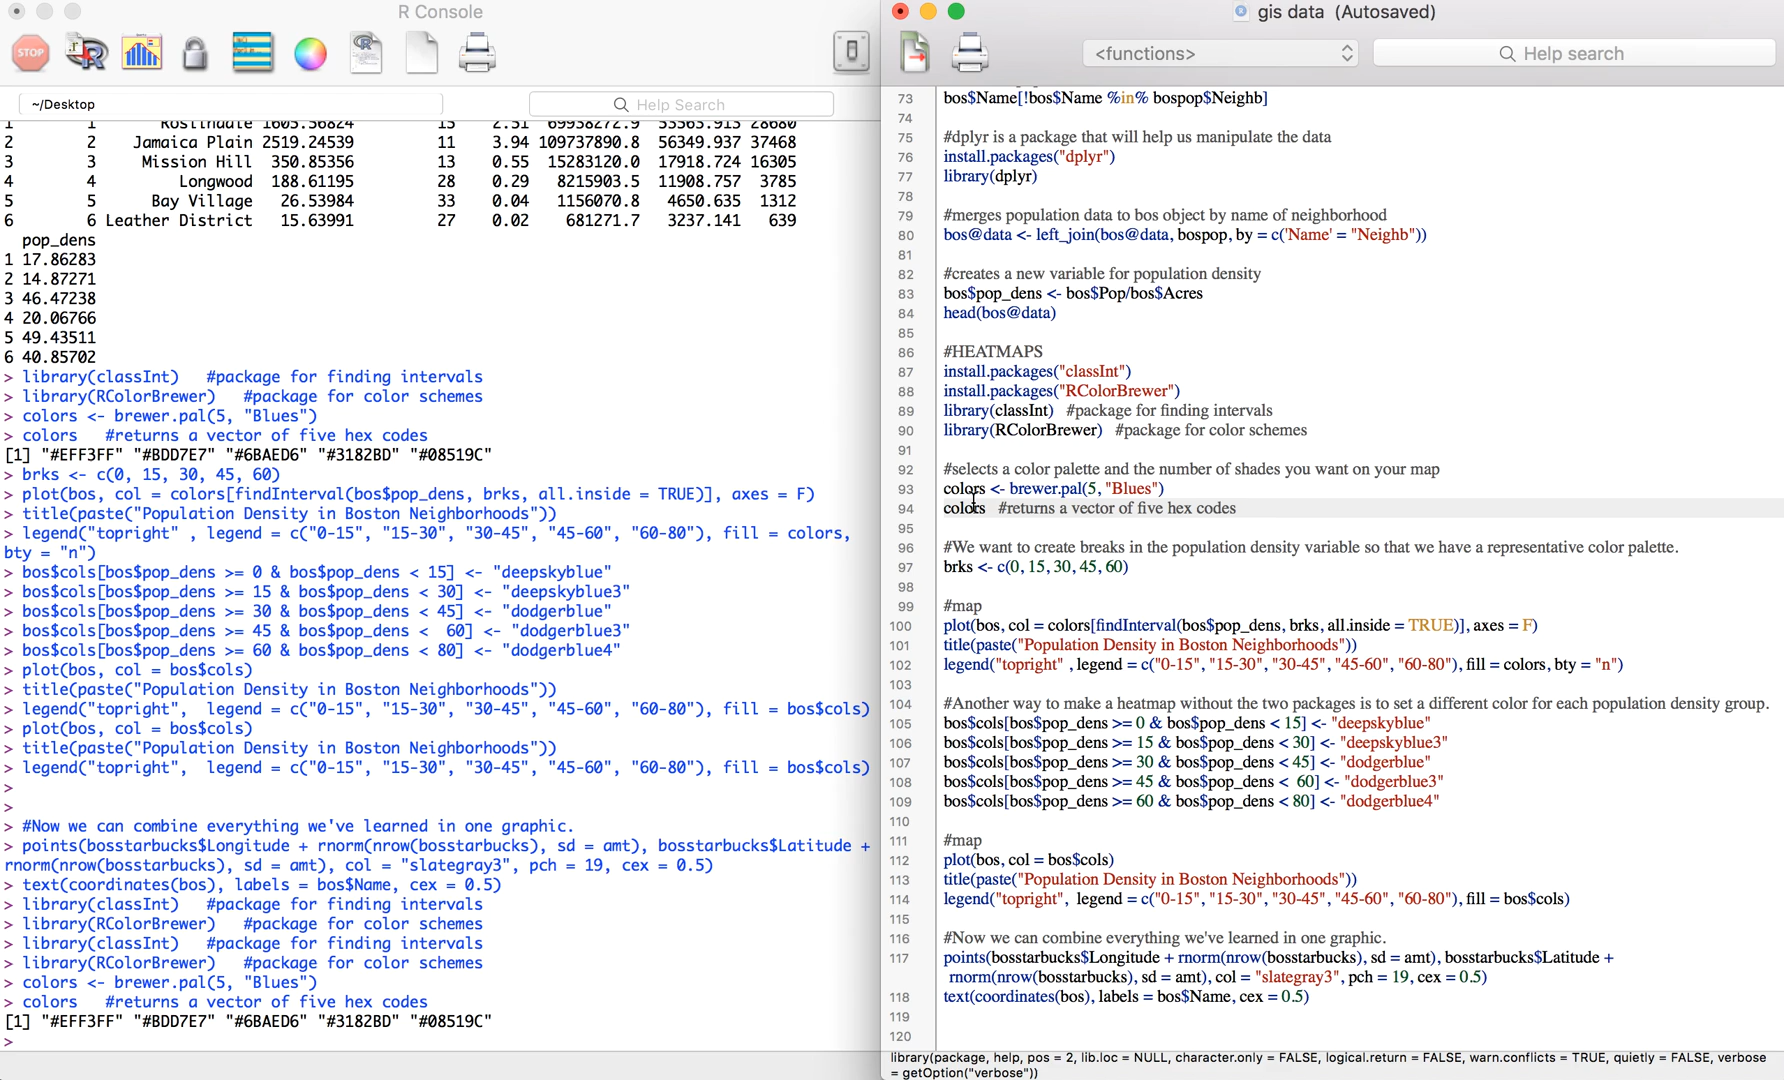 R Console
STOP
~/Desktop
Help Search
1 1 Roslindale 1605.56824 15 2.51 69938272.9 53563.913 28680
2 2 Jamaica Plain 2519.24539 11 3.94 109737890.8 56349.937 37468
3 3 Mission Hill 350.85356 13 0.55 15283120.0 17918.724 16305
4 4 Longwood 188.61195 28 0.29 8215903.5 11908.757 3785
5 5 Bay Village 26.53984 33 0.04 1156070.8 4650.635 1312
6 6 Leather District 15.63991 27 0.02 681271.7 3237.141 639
pop_dens
1 17.86283
2 14.87271
3 46.47238
4 20.06766
5 49.43511
6 40.85702
> library(classInt) #package for finding intervals
> library(RColorBrewer) #package for color schemes
> colors <- brewer.pal(5, "Blues")
> colors #returns a vector of five hex codes
[1] "#EFF3FF" "#BDD7E7" "#6BAED6" "#3182BD" "#08519C"
> brks <- c(0, 15, 30, 45, 60)
> plot(bos, col = colors[findInterval(bos$pop_dens, brks, all.inside = TRUE)], axes = F)
> title(paste("Population Density in Boston Neighborhoods"))
> legend("topright" , legend = c("0-15", "15-30", "30-45", "45-60", "60-80"), fill = colors,
bty = "n")
> bos$cols[bos$pop_dens >= 0 & bos$pop_dens < 15] <- "deepskyblue"
> bos$cols[bos$pop_dens >= 15 & bos$pop_dens < 30] <- "deepskyblue3"
> bos$cols[bos$pop_dens >= 30 & bos$pop_dens < 45] <- "dodgerblue"
> bos$cols[bos$pop_dens >= 45 & bos$pop_dens <  60] <- "dodgerblue3"
> bos$cols[bos$pop_dens >= 60 & bos$pop_dens < 80] <- "dodgerblue4"
> plot(bos, col = bos$cols)
> title(paste("Population Density in Boston Neighborhoods"))
> legend("topright",  legend = c("0-15", "15-30", "30-45", "45-60", "60-80"), fill = bos$cols)
> plot(bos, col = bos$cols)
> title(paste("Population Density in Boston Neighborhoods"))
> legend("topright",  legend = c("0-15", "15-30", "30-45", "45-60", "60-80"), fill = bos$cols)
>
>
> #Now we can combine everything we've learned in one graphic.
> points(bosstarbucks$Longitude + rnorm(nrow(bosstarbucks), sd = amt), bosstarbucks$Latitude +
rnorm(nrow(bosstarbucks), sd = amt), col = "slategray3", pch = 19, cex = 0.5)
> text(coordinates(bos), labels = bos$Name, cex = 0.5)
> library(classInt) #package for finding intervals
> library(RColorBrewer) #package for color schemes
> library(classInt) #package for finding intervals
> library(RColorBrewer) #package for color schemes
> colors <- brewer.pal(5, "Blues")
> colors #returns a vector of five hex codes
[1] "#EFF3FF" "#BDD7E7" "#6BAED6" "#3182BD" "#08519C"
>
gis data (Autosaved)
<functions>
Help search
73 bos$Name[!bos$Name %in% bospop$Neighb]
74
75 #dplyr is a package that will help us manipulate the data
76 install.packages("dplyr")
77 library(dplyr)
78
79 #merges population data to bos object by name of neighborhood
80 bos@data <- left_join(bos@data, bospop, by = c('Name' = "Neighb"))
81
82 #creates a new variable for population density
83 bos$pop_dens <- bos$Pop/bos$Acres
84 head(bos@data)
85
86 #HEATMAPS
87 install.packages("classInt")
88 install.packages("RColorBrewer")
89 library(classInt) #package for finding intervals
90 library(RColorBrewer) #package for color schemes
91
92 #selects a color palette and the number of shades you want on your map
93 colors <- brewer.pal(5, "Blues")
94 colors #returns a vector of five hex codes
95
96 #We want to create breaks in the population density variable so that we have a representative color palette.
97 brks <- c(0, 15, 30, 45, 60)
98
99 #map
100 plot(bos, col = colors[findInterval(bos$pop_dens, brks, all.inside = TRUE)], axes = F)
101 title(paste("Population Density in Boston Neighborhoods"))
102 legend("topright" , legend = c("0-15", "15-30", "30-45", "45-60", "60-80"), fill = colors, bty = "n")
103
104 #Another way to make a heatmap without the two packages is to set a different color for each population density group.
105 bos$cols[bos$pop_dens >= 0 & bos$pop_dens < 15] <- "deepskyblue"
106 bos$cols[bos$pop_dens >= 15 & bos$pop_dens < 30] <- "deepskyblue3"
107 bos$cols[bos$pop_dens >= 30 & bos$pop_dens < 45] <- "dodgerblue"
108 bos$cols[bos$pop_dens >= 45 & bos$pop_dens <  60] <- "dodgerblue3"
109 bos$cols[bos$pop_dens >= 60 & bos$pop_dens < 80] <- "dodgerblue4"
110
111 #map
112 plot(bos, col = bos$cols)
113 title(paste("Population Density in Boston Neighborhoods"))
114 legend("topright",  legend = c("0-15", "15-30", "30-45", "45-60", "60-80"), fill = bos$cols)
115
116 #Now we can combine everything we've learned in one graphic.
117 points(bosstarbucks$Longitude + rnorm(nrow(bosstarbucks), sd = amt), bosstarbucks$Latitude +
rnorm(nrow(bosstarbucks), sd = amt), col = "slategray3", pch = 19, cex = 0.5)
118 text(coordinates(bos), labels = bos$Name, cex = 0.5)
119
120
library(package, help, pos = 2, lib.loc = NULL, character.only = FALSE, logical.return = FALSE, warn.conflicts = TRUE, quietly = FALSE, verbose
= getOption("verbose"))